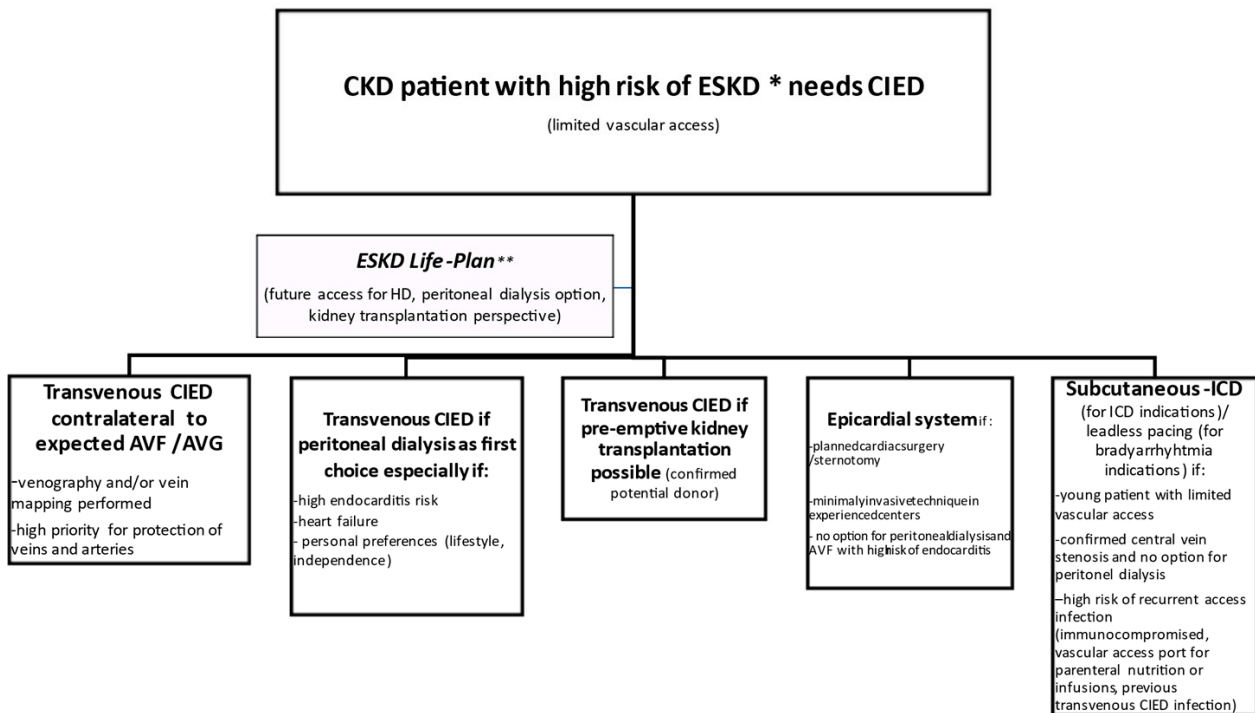 CKD patient with high risk of ESKD * needs CIED
(limited vascular access)
ESKD Life-Plan**
(future access for HD, peritoneal dialysis option,
kidney transplantation perspective)
Transvenous CIED
contralateral to
expected AVF /AVG
-venography and/or vein
mapping performed
-high priority for protection of
veins and arteries
Transvenous CIED if
peritoneal dialysis as first
choice especially if:
-high endocarditis risk
-heart failure
- personal preferences (lifestyle,
independence)
Transvenous CIED if
pre-emptive kidney
transplantation
possible (confirmed
potential donor)
Epicardial system if:
-plannedcardiacsurgery
/sternotomy
-minimalyinvasivetechniquein
experiencedcenters
- no option for peritonealdialysisand
AVF with highrisk of endocarditis
Subcutaneous-ICD
(for ICD indications)/
leadless pacing (for
bradyarrhyhtmia
indications) if:
-young patient with limited
vascular access
-confirmed central vein
stenosis and no option for
peritonel dialysis
–high risk of recurrent access
infection
(immunocompromised,
vascular access port for
parenteral nutrition or
infusions, previous
transvenous CIED infection)